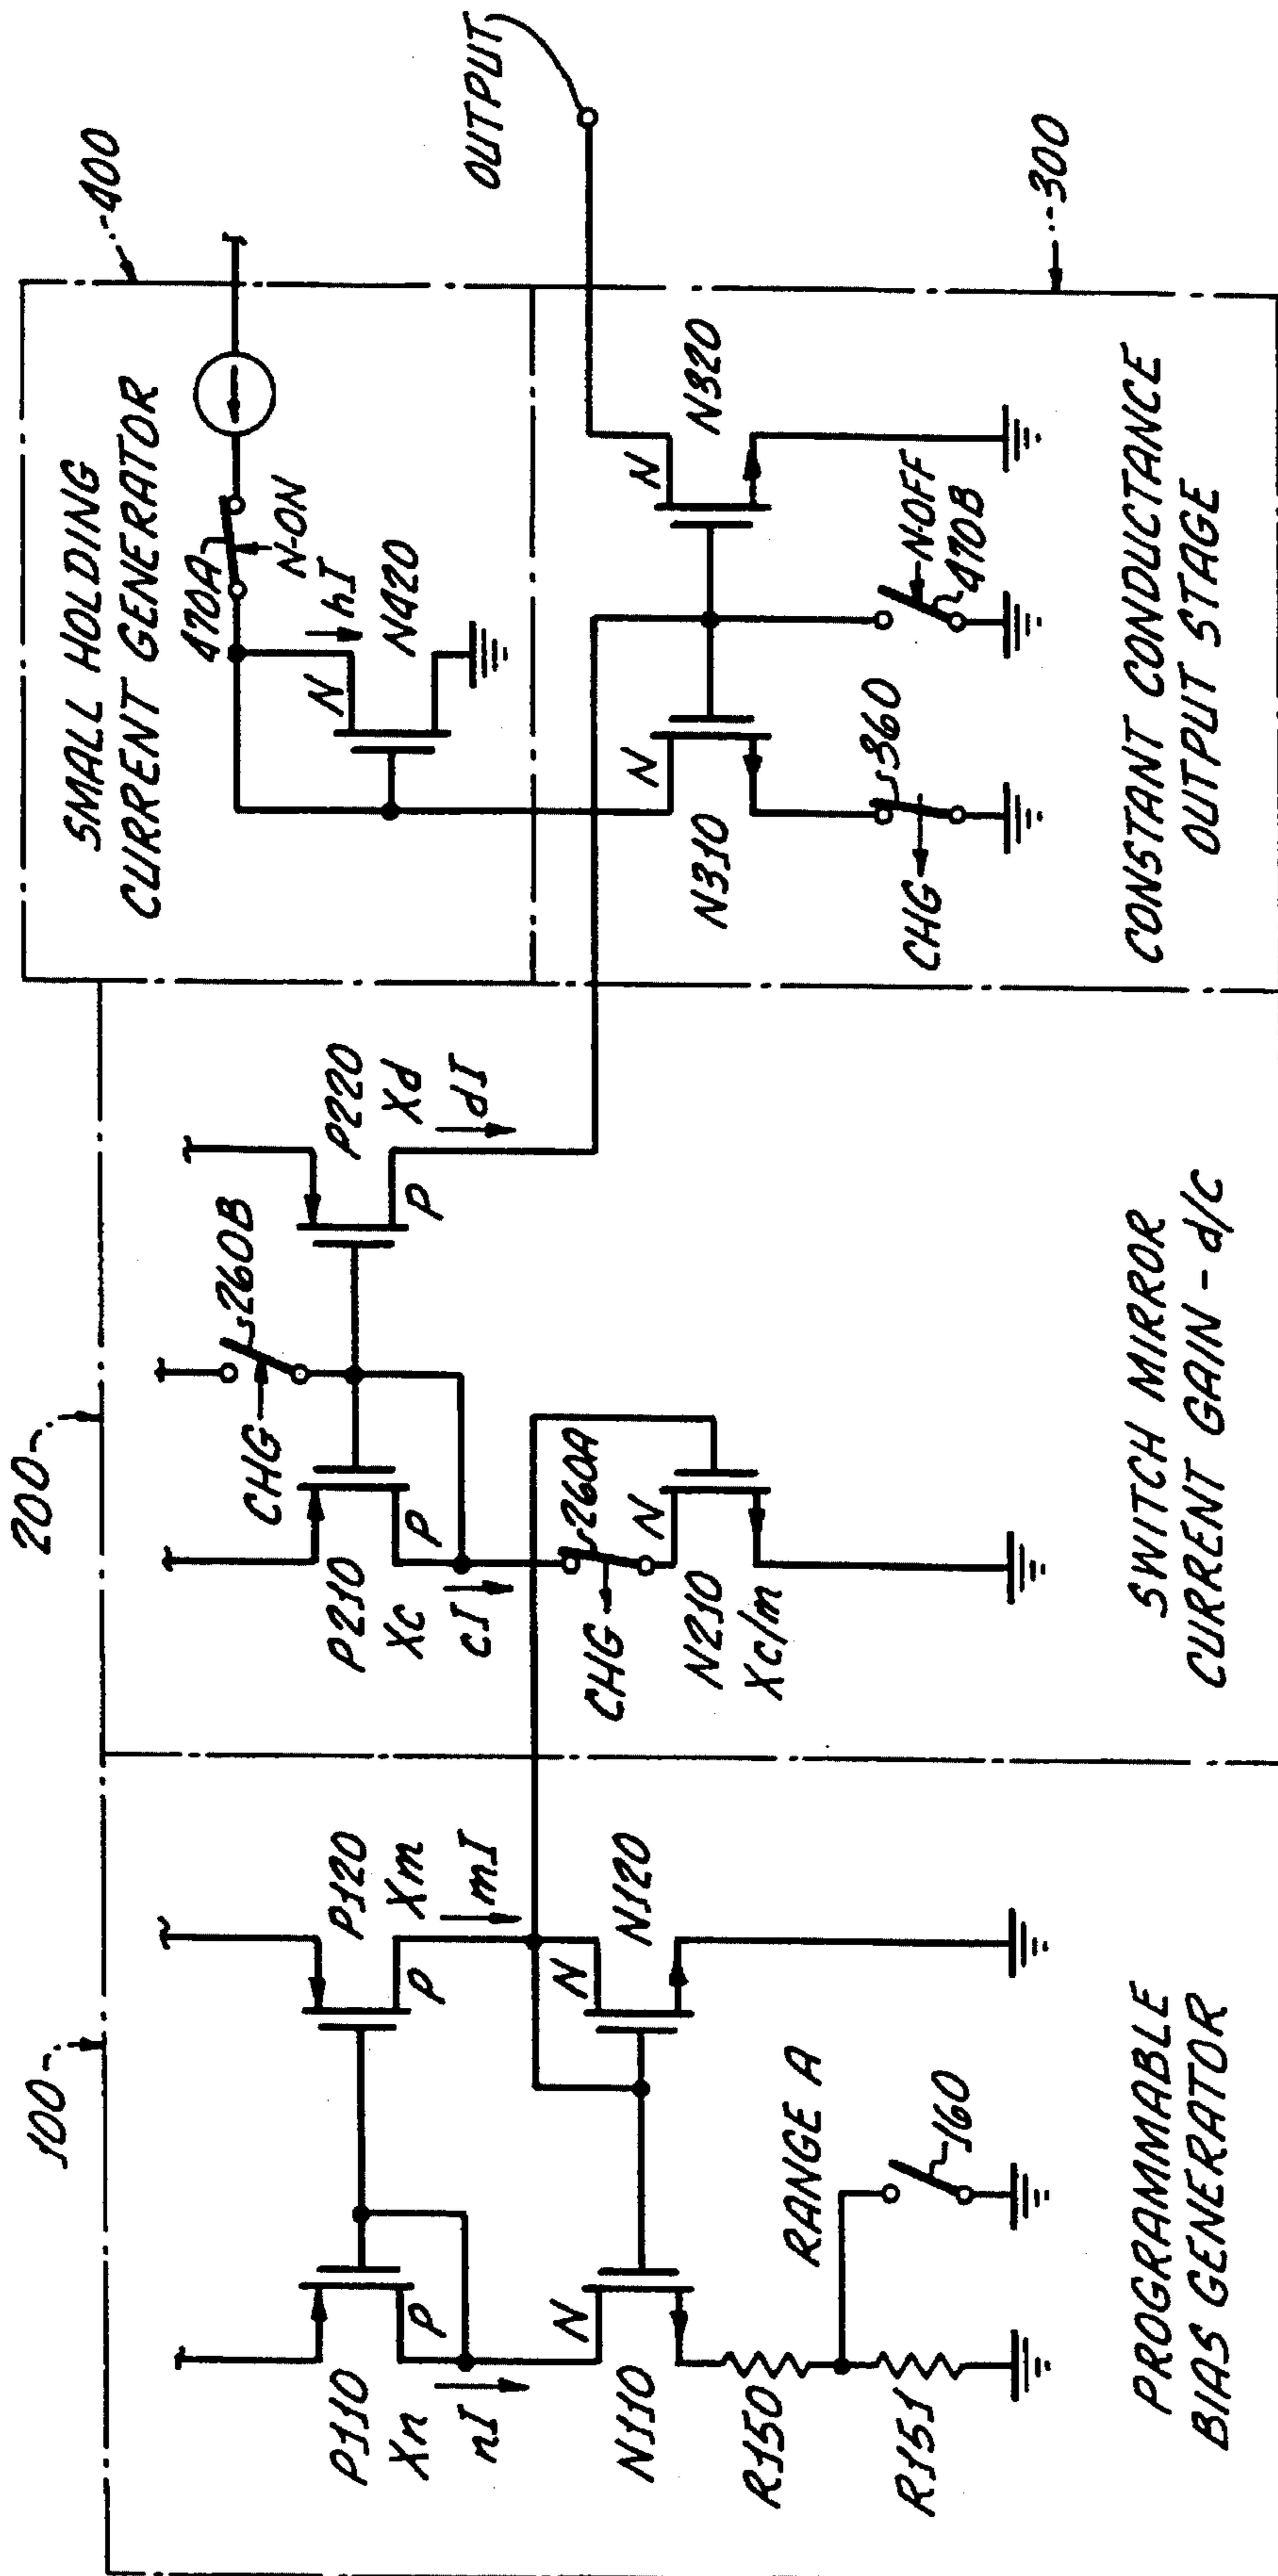 100
P110
Xn
nI
P
P120
Xm
mI
P
N
N110
N
N120
R150
R151
RANGE A
160
PROGRAMMABLE
BIAS GENERATOR
200
P210
Xc
cI
P
CHG
260B
P220
Xd
dI
P
CHG
260A
N
N210
Xc/m
SWITCH MIRROR
CURRENT GAIN - d/c
400
SMALL HOLDING
CURRENT GENERATOR
470A
N-ON
hI
N
N420
OUTPUT
300
N
N310
N
N320
CHG
360
N-OFF
470B
CONSTANT CONDUCTANCE
OUTPUT STAGE